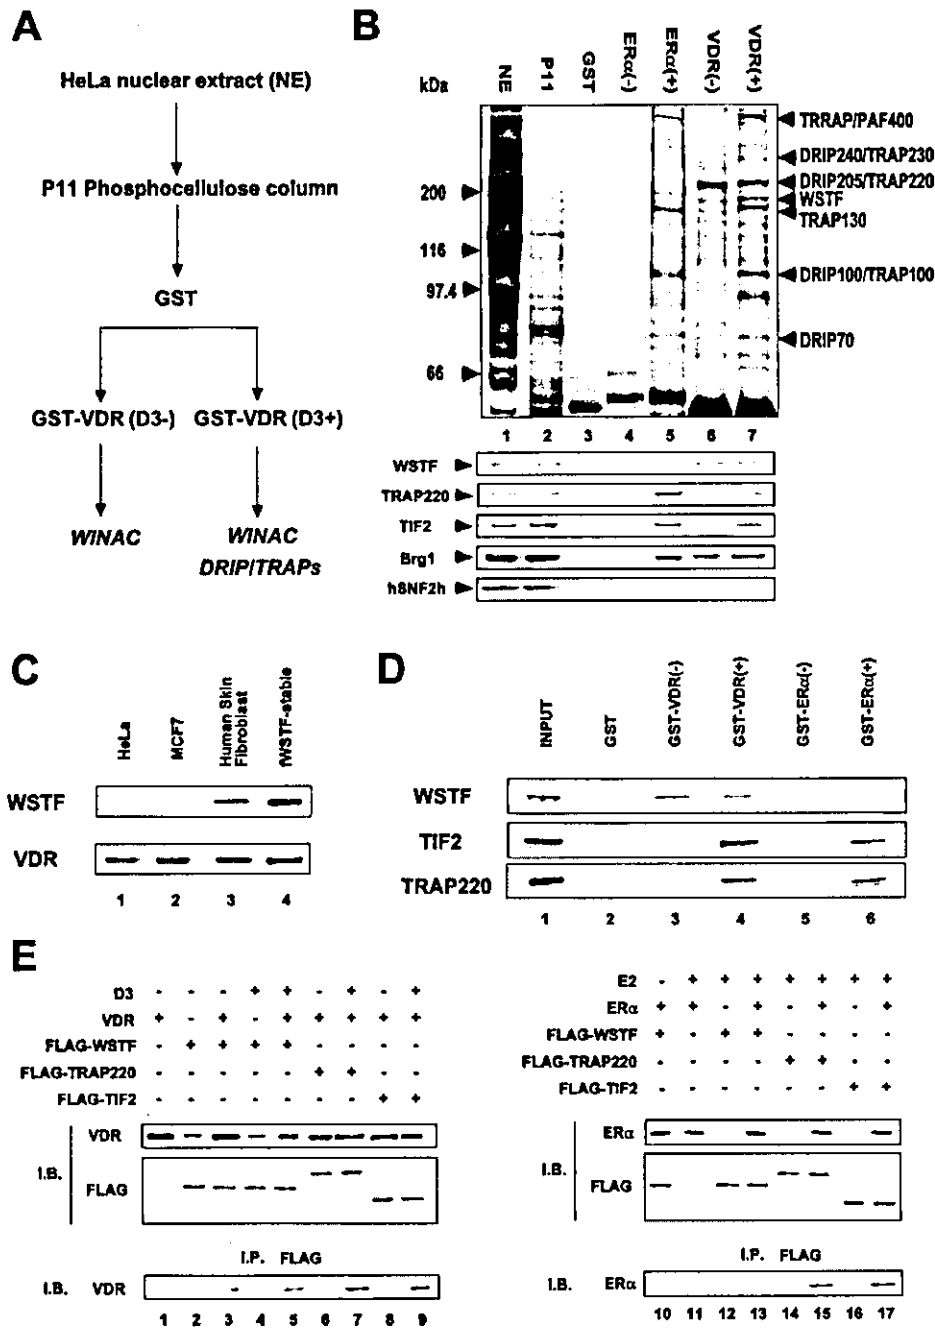 A
HeLa nuclear extract (NE)
P11 Phosphocellulose column
GST
GST-VDR (D3-) GST-VDR (D3+)
WINAC WINAC
DRIP/TRAPs
B
kDa NE P11 GST ERα(-) ERα(+) VDR(-) VDR(+)
200
116
97.4
66
TRRAP/PAF400
DRIP240/TRAP230
DRIP205/TRAP220
WSTF
TRAP130
DRIP100/TRAP100
DRIP70
1 2 3 4 5 6 7
WSTF
TRAP220
TIF2
Brg1
hSNF2h
C
HeLa MCF7 Human Skin Fibroblast fWSTF-stable
WSTF
VDR
1 2 3 4
D
INPUT GST GST-VDR(-) GST-VDR(+) GST-ERα(-) GST-ERα(+)
WSTF
TIF2
TRAP220
1 2 3 4 5 6
E
D3 - - - + + - + - +
VDR + - + - + + + + +
FLAG-WSTF - + + + + - - - -
FLAG-TRAP220 - - - - - + + - -
FLAG-TIF2 - - - - - - - + +
I.B. VDR
FLAG
I.P. FLAG
I.B. VDR
1 2 3 4 5 6 7 8 9
E2 - + + + + + + +
ERα + + - + - + - +
FLAG-WSTF + - + + - - - -
FLAG-TRAP220 - - - - + + - -
FLAG-TIF2 - - - - - - + +
I.B. ERα
FLAG
I.P. FLAG
I.B. ERα
10 11 12 13 14 15 16 17